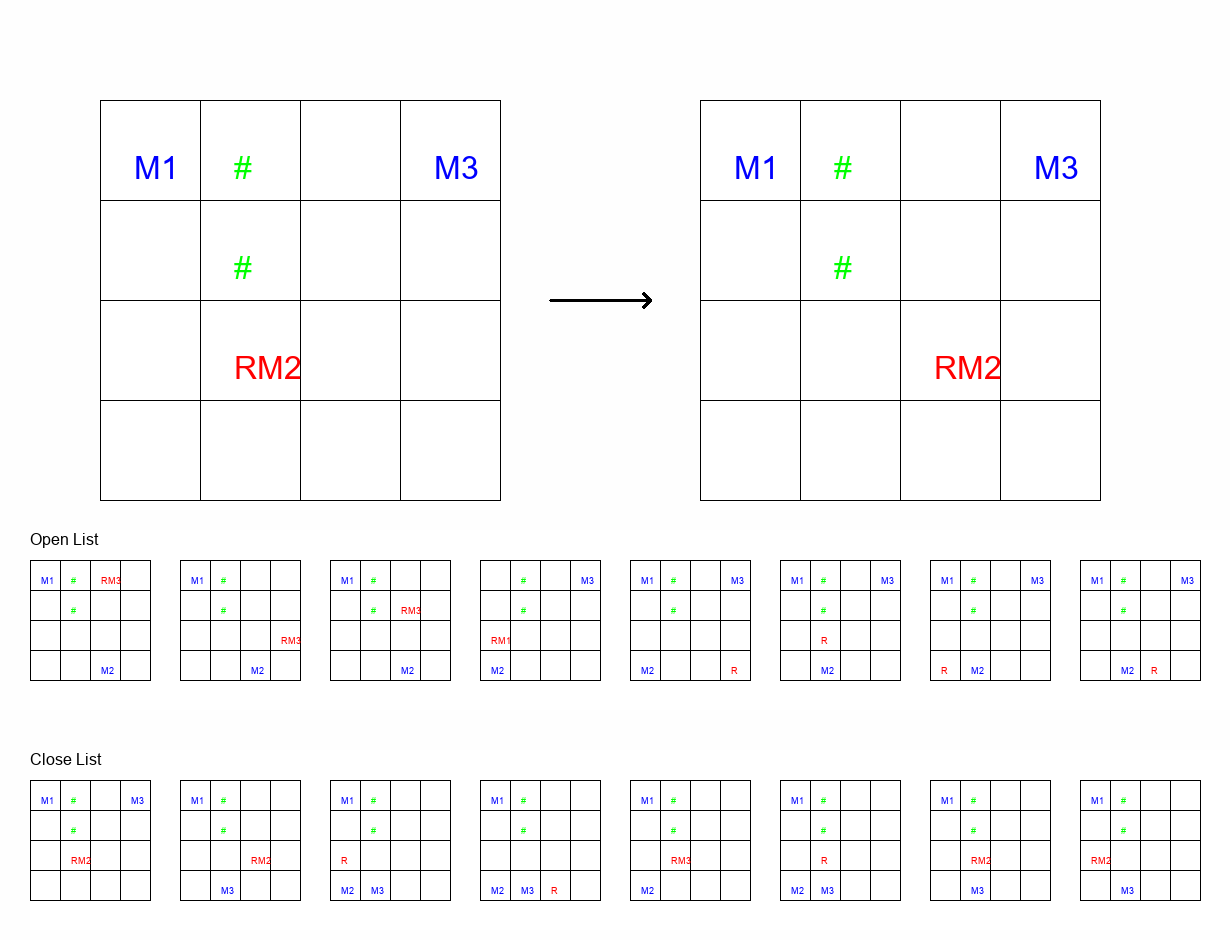 M1 # M3 M1 # M3
# #
RM2 RM2
Open List
M1 # RM3 M1 # M1 # # M3 M1 # M3 M1 # M3 M1 # M3 M1 # M3
# # # RM3 # # # # #
RM3 RM1 R
M2 M2 M2 M2 M2 R M2 R M2 M2 R
Close List
M1 # M3 M1 # M1 # M1 # M1 # M1 # M1 # M1 #
# # # # # # # #
RM2 RM2 R RM3 R RM2 RM2
M3 M2 M3 M2 M3 R M2 M2 M3 M3 M3